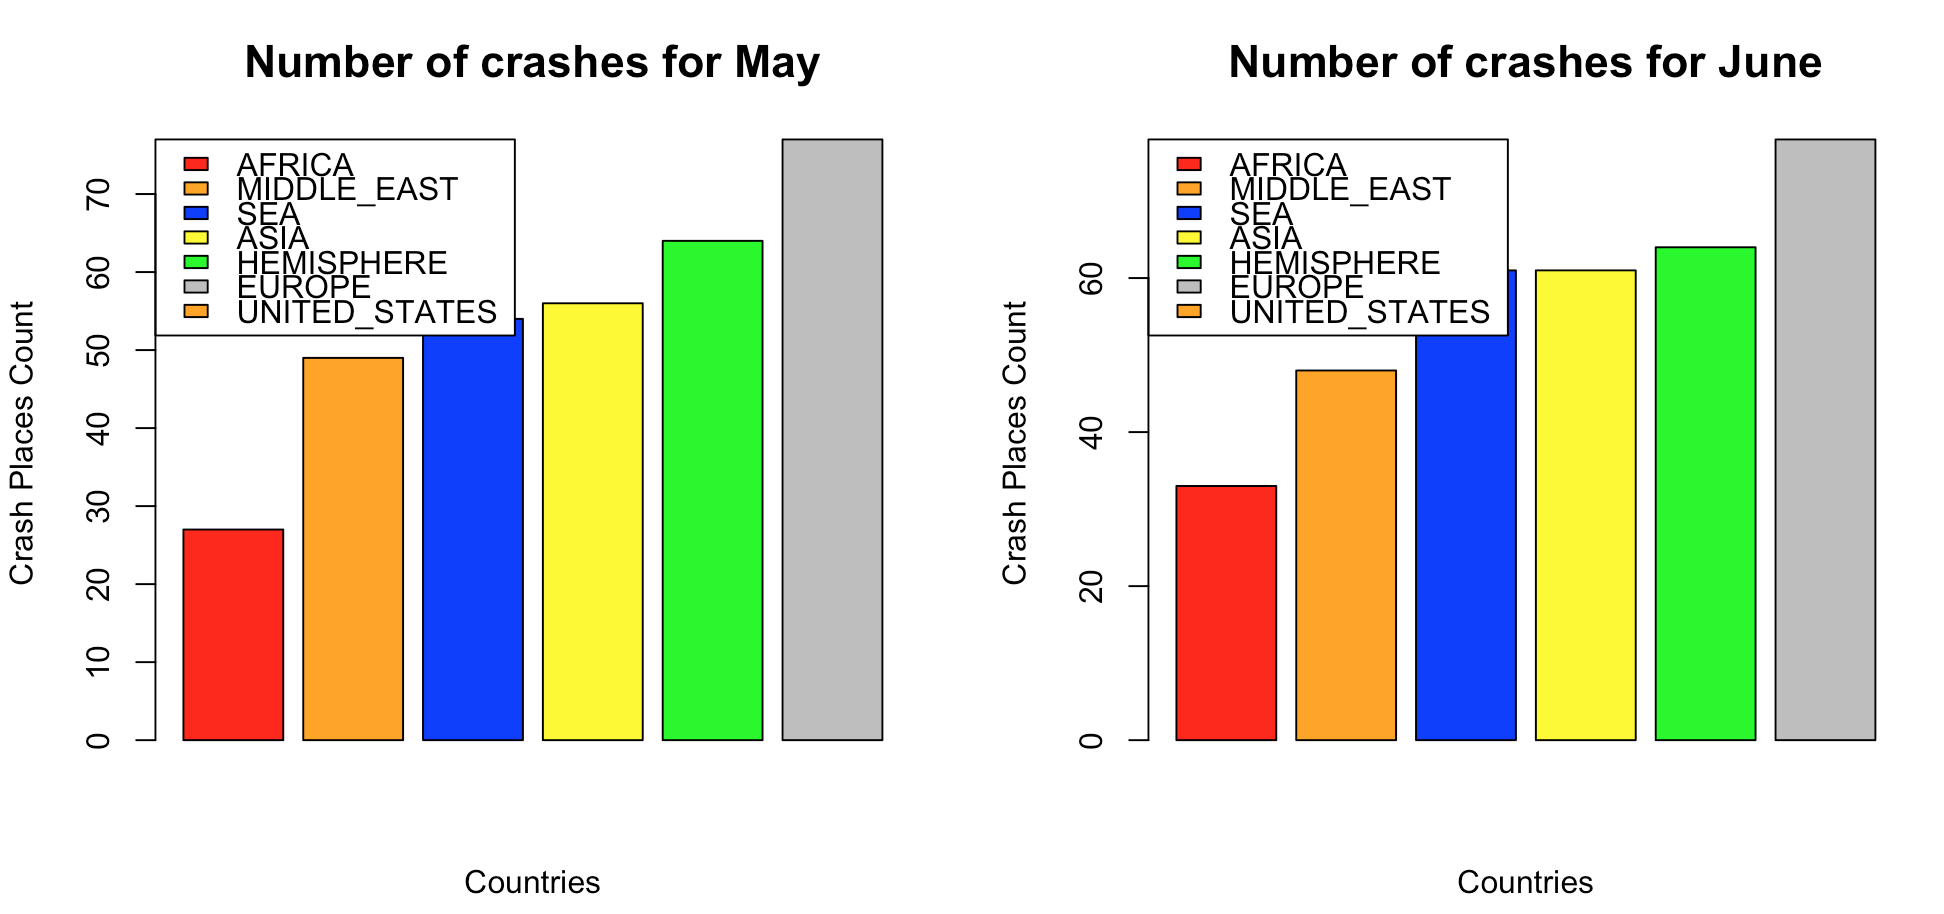 Number of crashes for May
AFRICA
MIDDLE_EAST
SEA
ASIA
HEMISPHERE
EUROPE
UNITED_STATES
70
60
50
40
30
20
10
0
Crash Places Count
Countries
Number of crashes for June
AFRICA
MIDDLE_EAST
SEA
ASIA
HEMISPHERE
EUROPE
UNITED_STATES
60
40
20
0
Crash Places Count
Countries